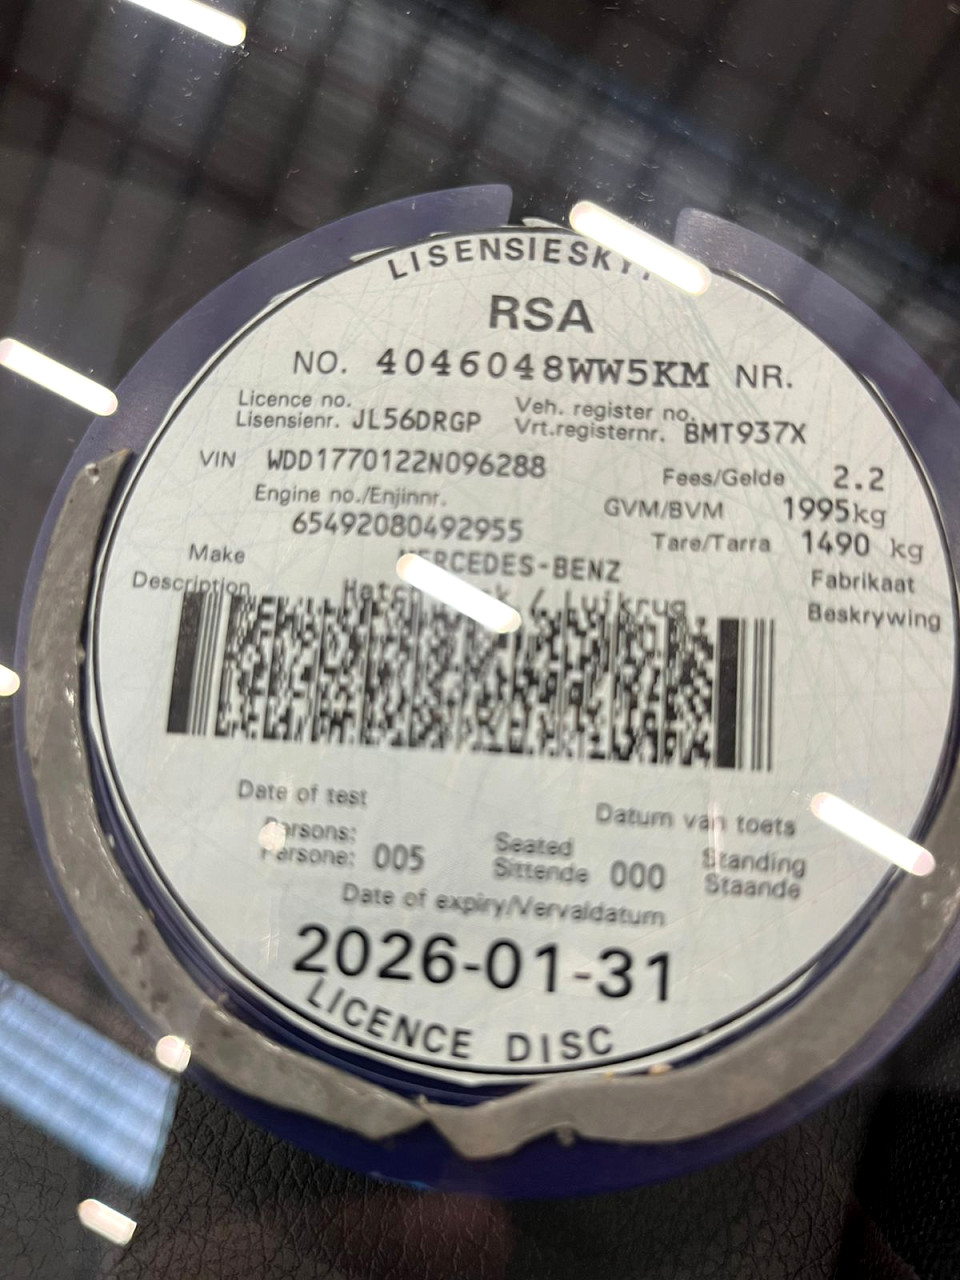 LISENSIESKY
RSA
NO. 4046048WW5KM NR.
Licence no. Veh. register no.
Lisensienr. JL56DRGP Vrt.registernr. BMT937X
VIN WDD1770122N096288 Fees/Gelde 2.2
Engine no./Enjinnr. GVM/BVM 1995kg
65492080492955 Tare/Tarra 1490 kg
Make MERCEDES-BENZ Fabrikaat
Description / Luikrug Beskrywing
Date of test Datum van toets
Persons: Seated Standing
Persone: 005 Sittende 000 Staande
Date of expiry/Vervaldatum
2026-01-31
LICENCE DISC